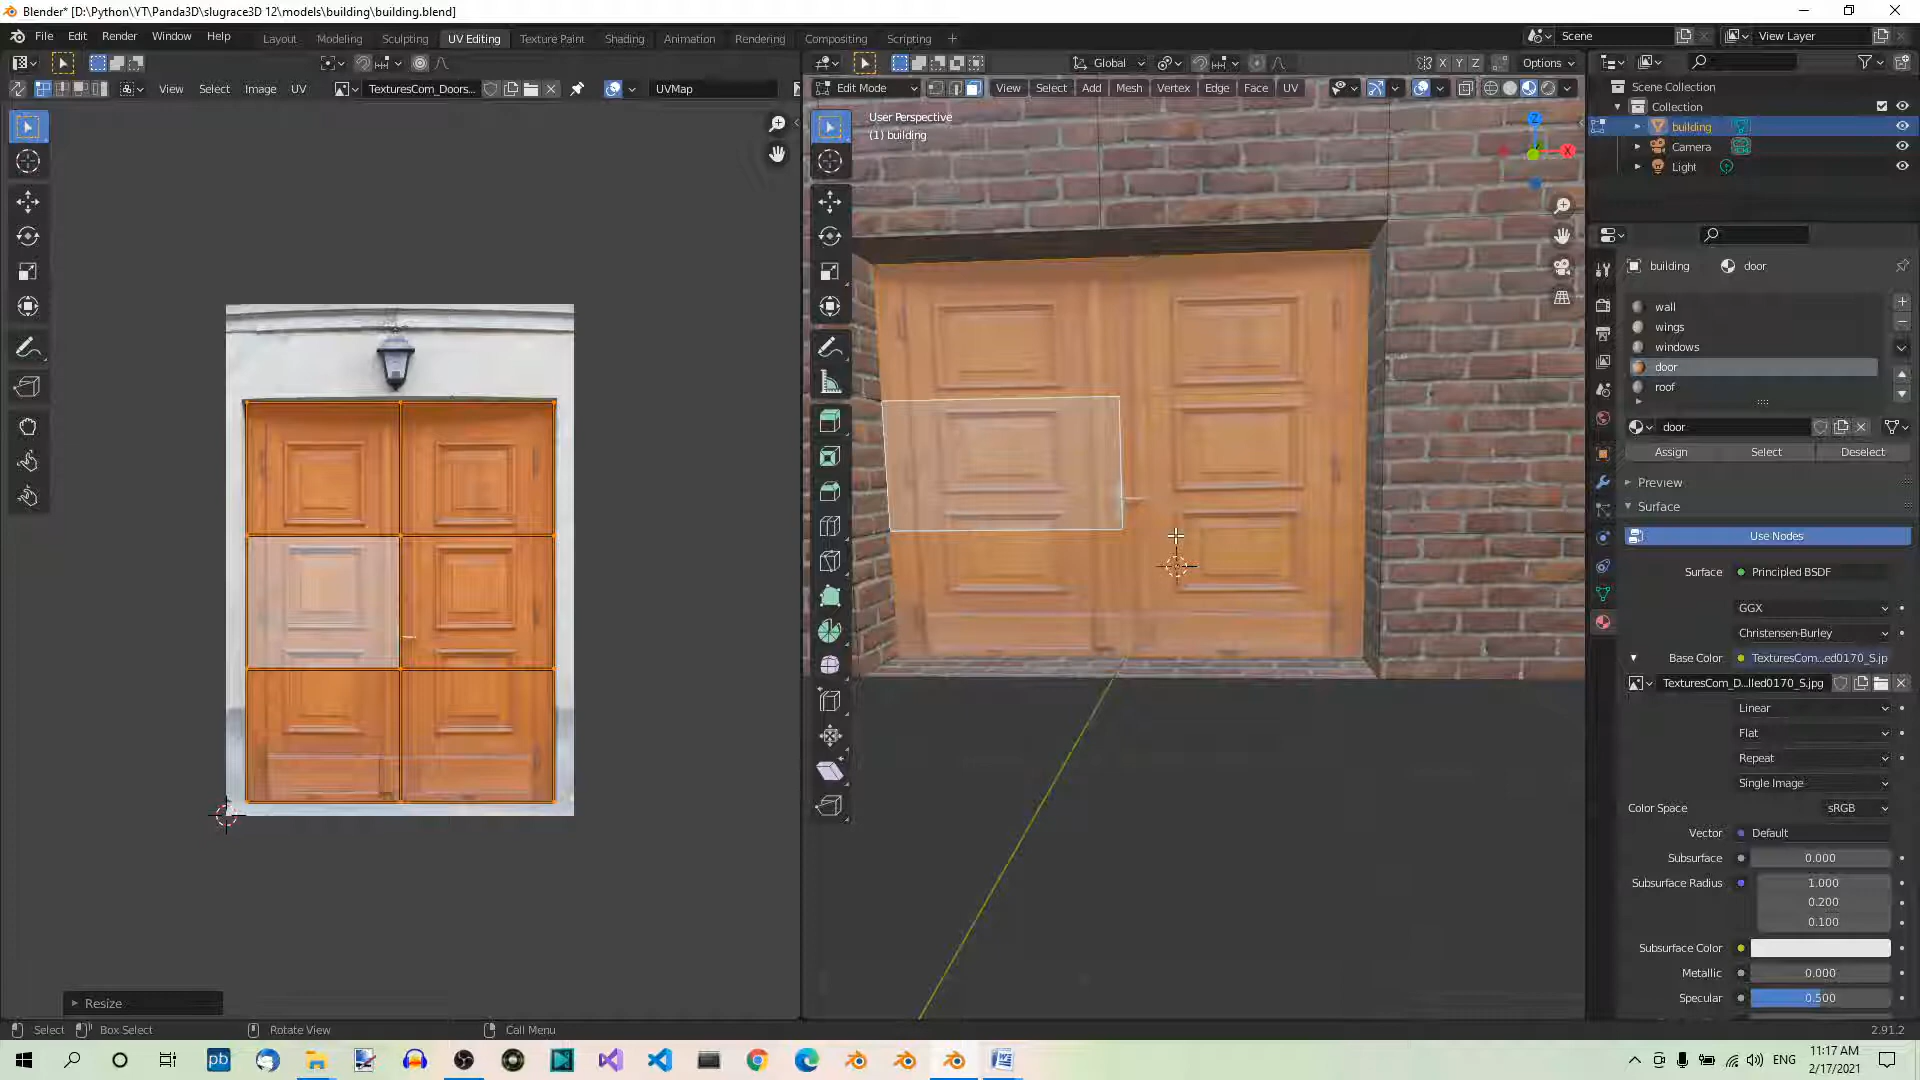 Blender* [D:\Python\YT\Panda3D\slugrace3D 12\models\building\building.blend]
File Edit Render Window Help Layout Modeling Sculpting UV Editing Texture Paint Shading Animation Rendering Compositing Scripting Scene View Layer
Global X Y Z Options
View Select Image UV TexturesCom_Doors... UVMap Edit Mode View Select Add Mesh Vertex Edge Face UV
Scene Collection
Collection
building
Camera
Light
User Perspective
(1) building
Z
X
building door
wall
wings
windows
door
roof
door
Assign Select Deselect
Preview
Surface
Use Nodes
Surface Principled BSDF
GGX
Christensen-Burley
Base Color TexturesCom...ed0170_S.jp
TexturesCom_D...lled0170_S.jpg
Linear
Flat
Repeat
Single Image
Color Space sRGB
Vector Default
Subsurface 0.000
Subsurface Radius 1.000
0.200
0.100
Subsurface Color
Metallic 0.000
Specular 0.500
Resize
Select Box Select Rotate View Call Menu 2.91.2
pb ENG 11:17 AM
2/17/2021